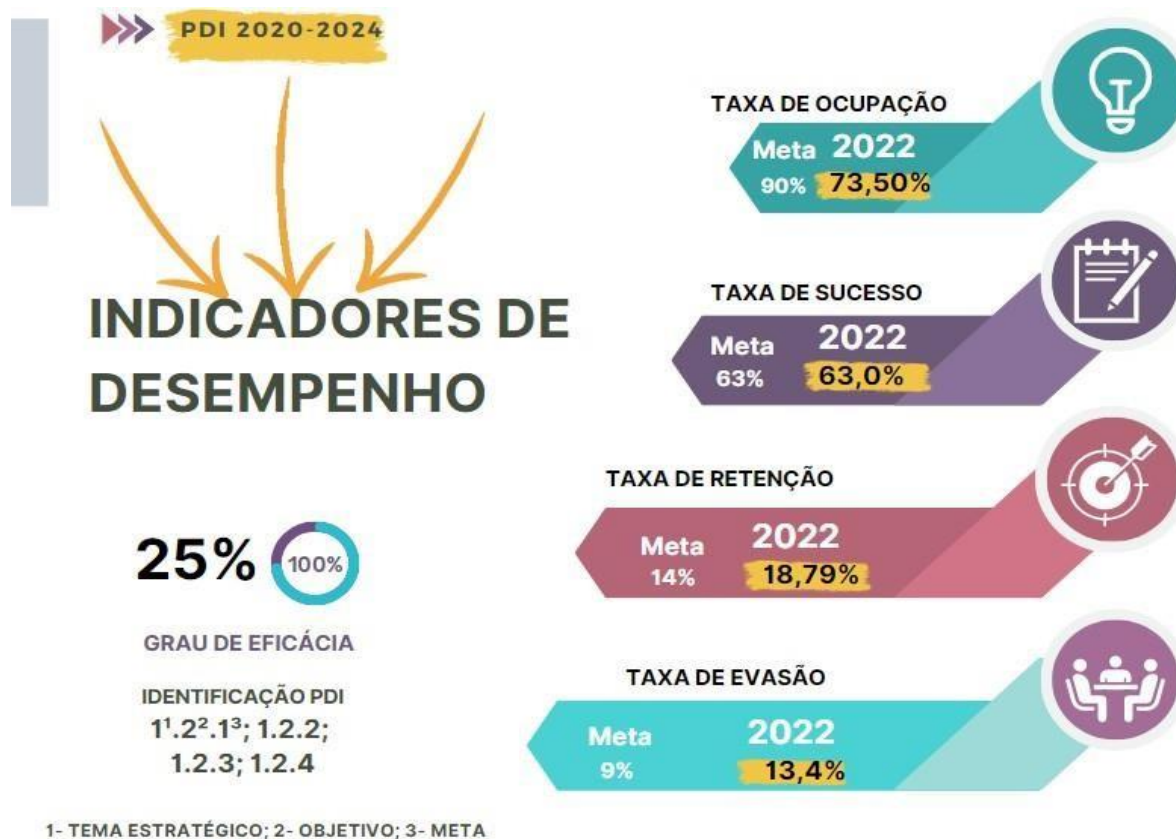 PDI 2020-2024
INDICADORES DE
DESEMPENHO
25% 100%
GRAU DE EFICÁCIA
IDENTIFICAÇÃO PDI
1¹.2².1³; 1.2.2;
1.2.3; 1.2.4
1- TEMA ESTRATÉGICO; 2- OBJETIVO; 3- META
TAXA DE OCUPAÇÃO
Meta 2022
90% 73,50%
TAXA DE SUCESSO
Meta 2022
63% 63,0%
TAXA DE RETENÇÃO
Meta 2022
14% 18,79%
TAXA DE EVASÃO
Meta 2022
9% 13,4%